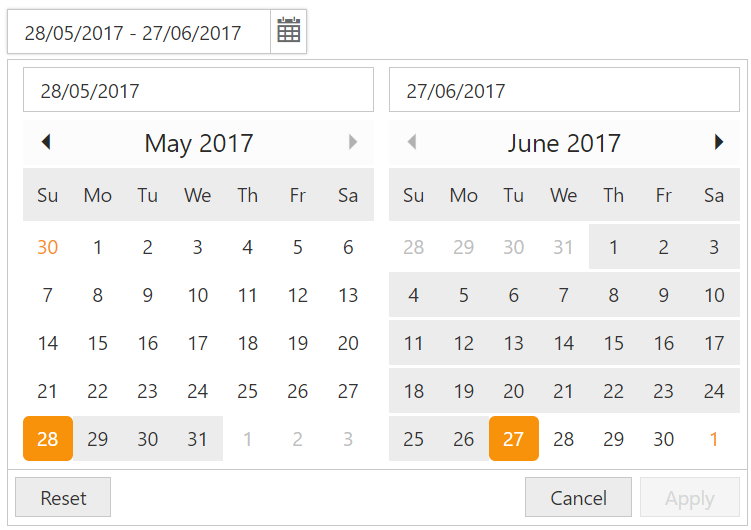 28/05/2017 - 27/06/2017
28/05/2017
27/06/2017
May 2017
June 2017
Su Mo Tu We Th Fr Sa
Su Mo Tu We Th Fr Sa
30 1 2 3 4 5 6
28 29 30 31 1 2 3
7 8 9 10 11 12 13
4 5 6 7 8 9 10
14 15 16 17 18 19 20
11 12 13 14 15 16 17
21 22 23 24 25 26 27
18 19 20 21 22 23 24
28 29 30 31 1 2 3
25 26 27 28 29 30 1
Reset
Cancel
Apply